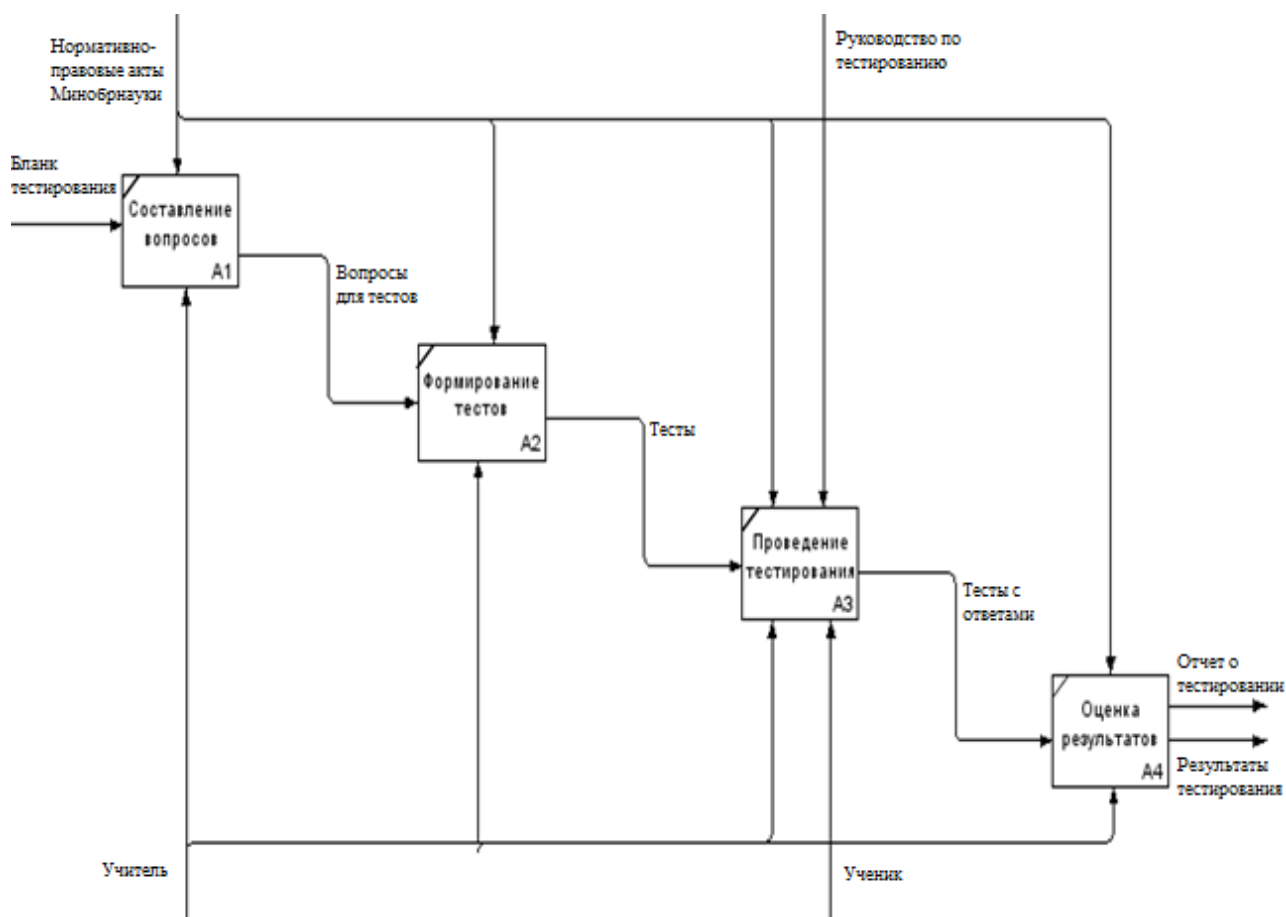 Нормативно-
правовые акты
Минобрнауки
Руководство по
тестированию
Бланк
тестирования
Составление
вопросов
A1
Вопросы
для тестов
Формирование
тестов
A2
Тесты
Проведение
тестирования
A3
Тесты с
ответами
Отчет о
тестировании
Оценка
результатов
A4
Результаты
тестирования
Учитель
Ученик